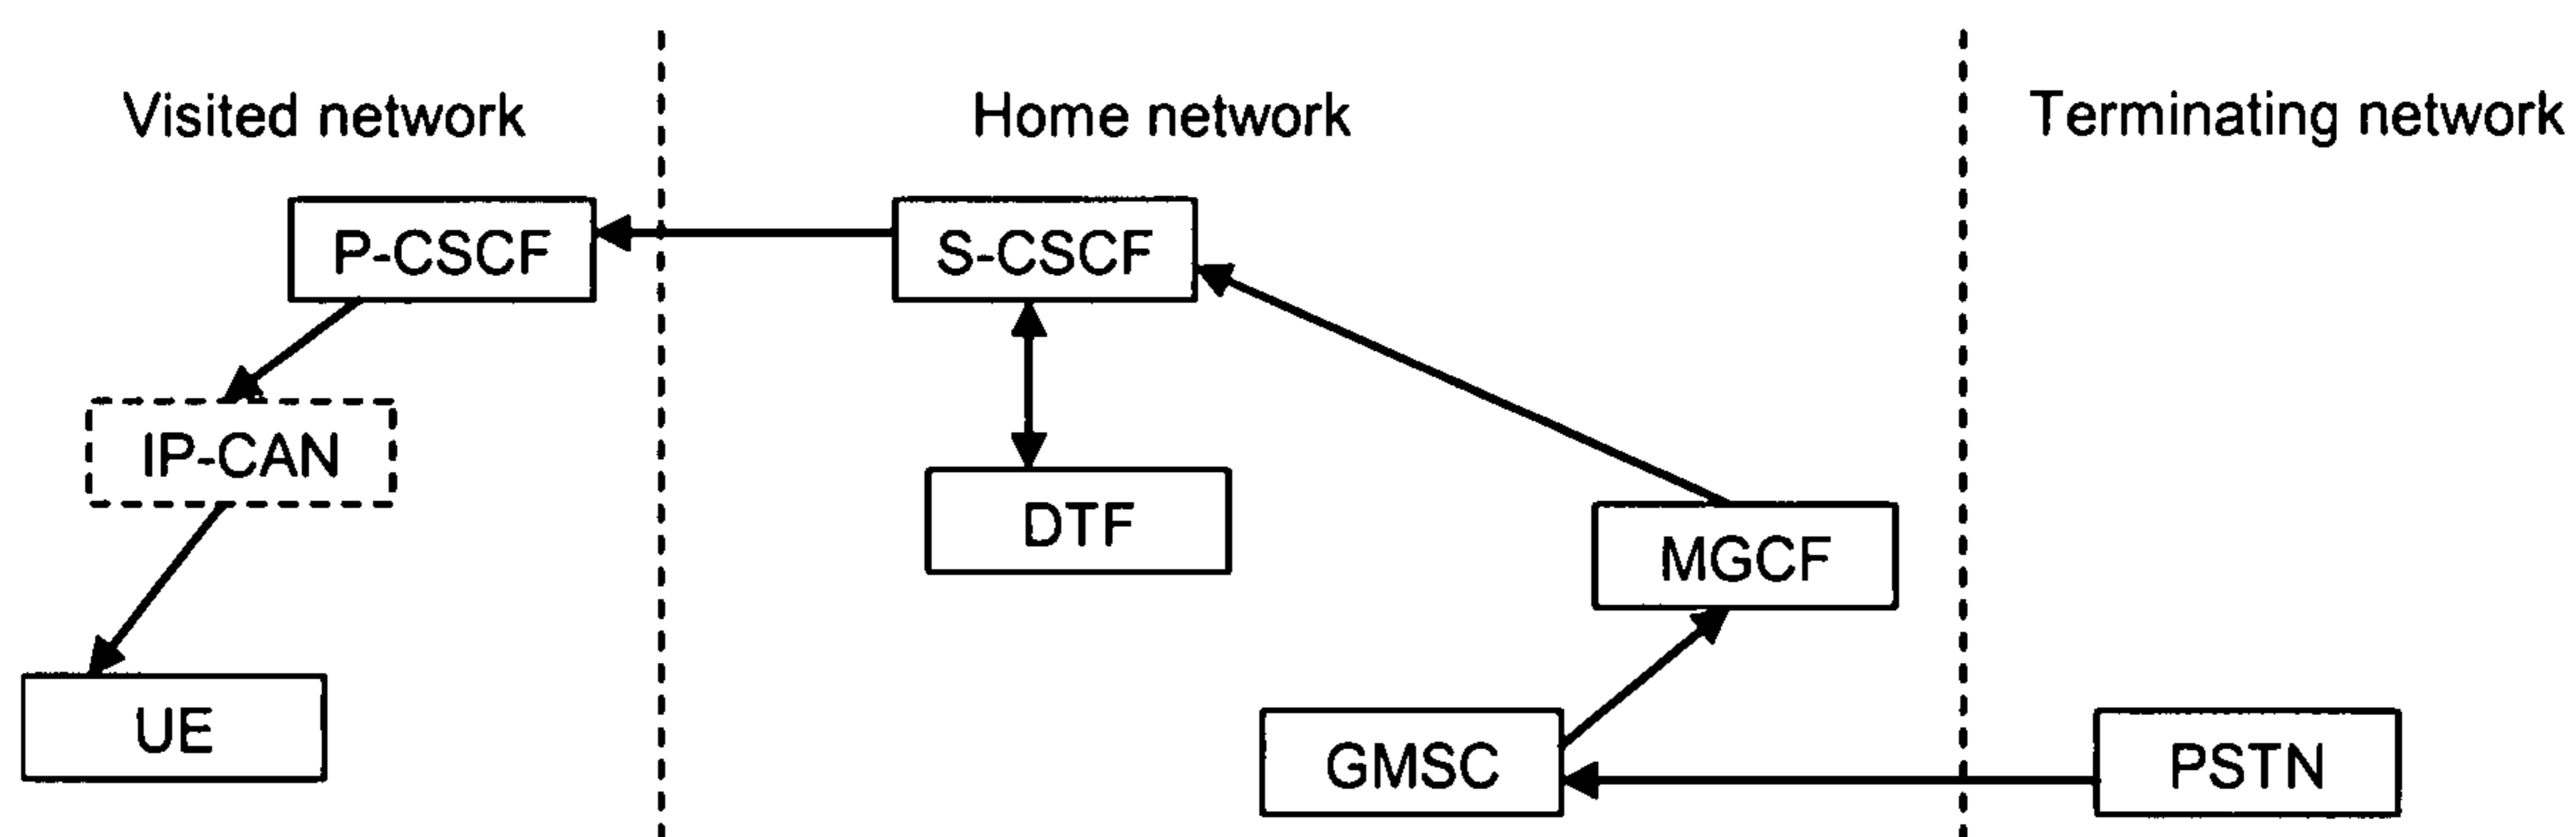 Visited network
Home network
Terminating network
P-CSCF
S-CSCF
IP-CAN
DTF
MGCF
UE
GMSC
PSTN